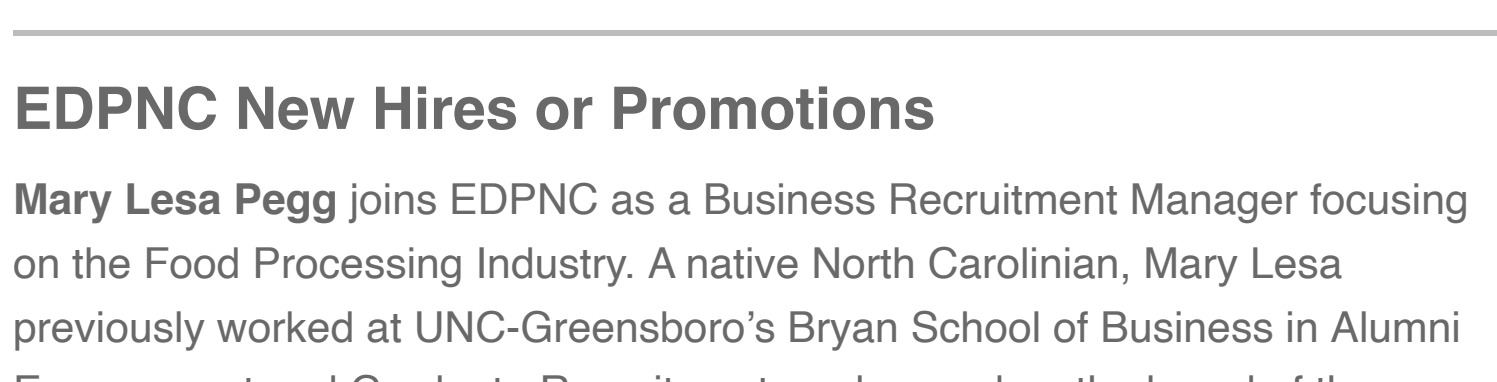 EDPNC New Hires or Promotions
Mary Lesa Pegg joins EDPNC as a Business Recruitment Manager focusing
on the Food Processing Industry. A native North Carolinian, Mary Lesa
previously worked at UNC-Greensboro’s Bryan School of Business in Alumni